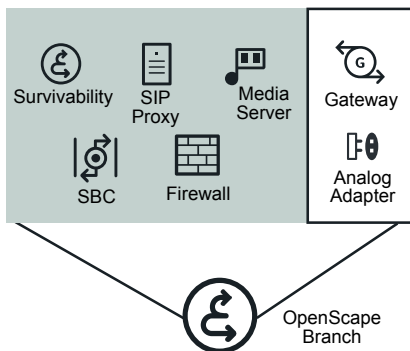 Survivability
SIP
Proxy
Media
Server
G
Gateway
SBC
Firewall
Analog
Adapter
OpenScape
Branch